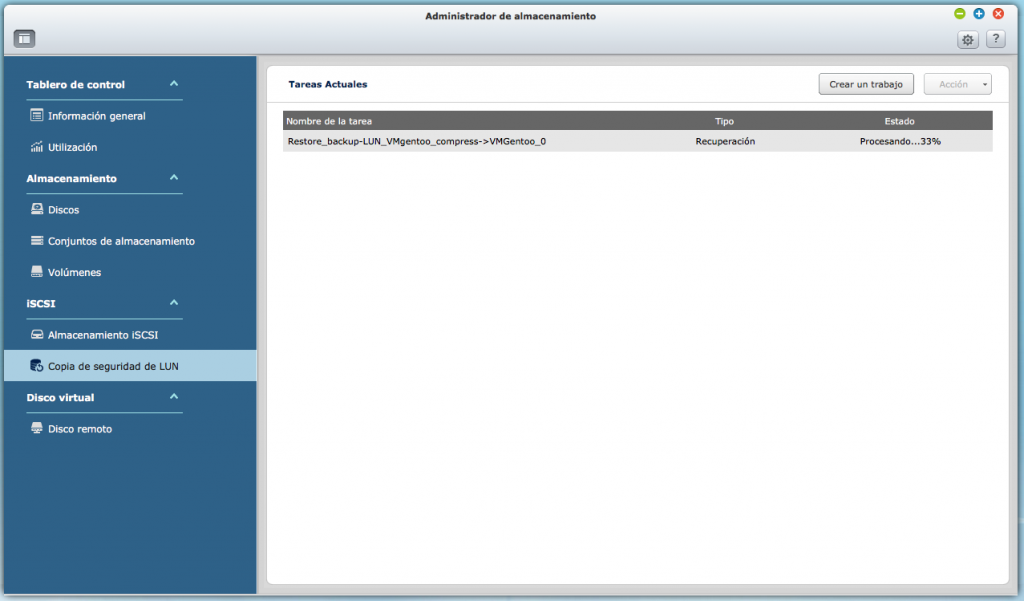 Administrador de almacenamiento
?
Tablero de control
Información general
Utilización
Almacenamiento
Discos
Conjuntos de almacenamiento
Volúmenes
iSCSI
Almacenamiento iSCSI
Copia de seguridad de LUN
Disco virtual
Disco remoto
Tareas Actuales
Crear un trabajo
Acción
Nombre de la tarea Tipo Estado
Restore_backup-LUN_VMgentoo_compress->VMGentoo_0 Recuperación Procesando...33%